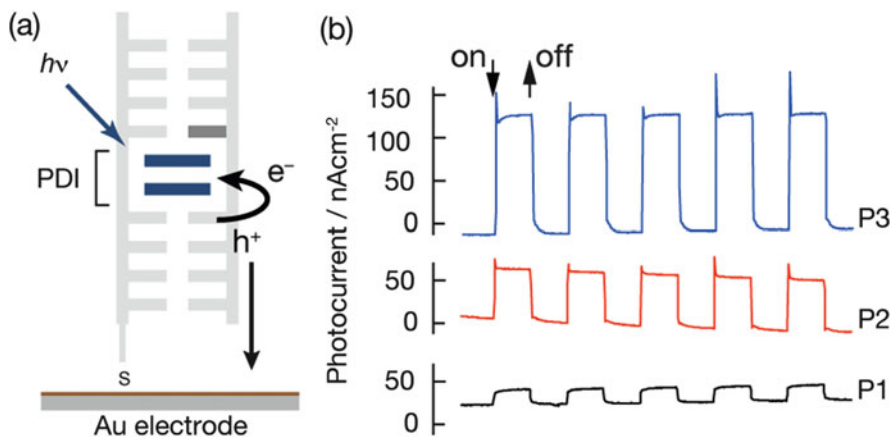 (a)
hν
PDI
e⁻
h⁺
S
Au electrode
(b)
on off
Photocurrent / nAcm⁻²
150
100
50
0
P3
50
0
P2
50
0
P1